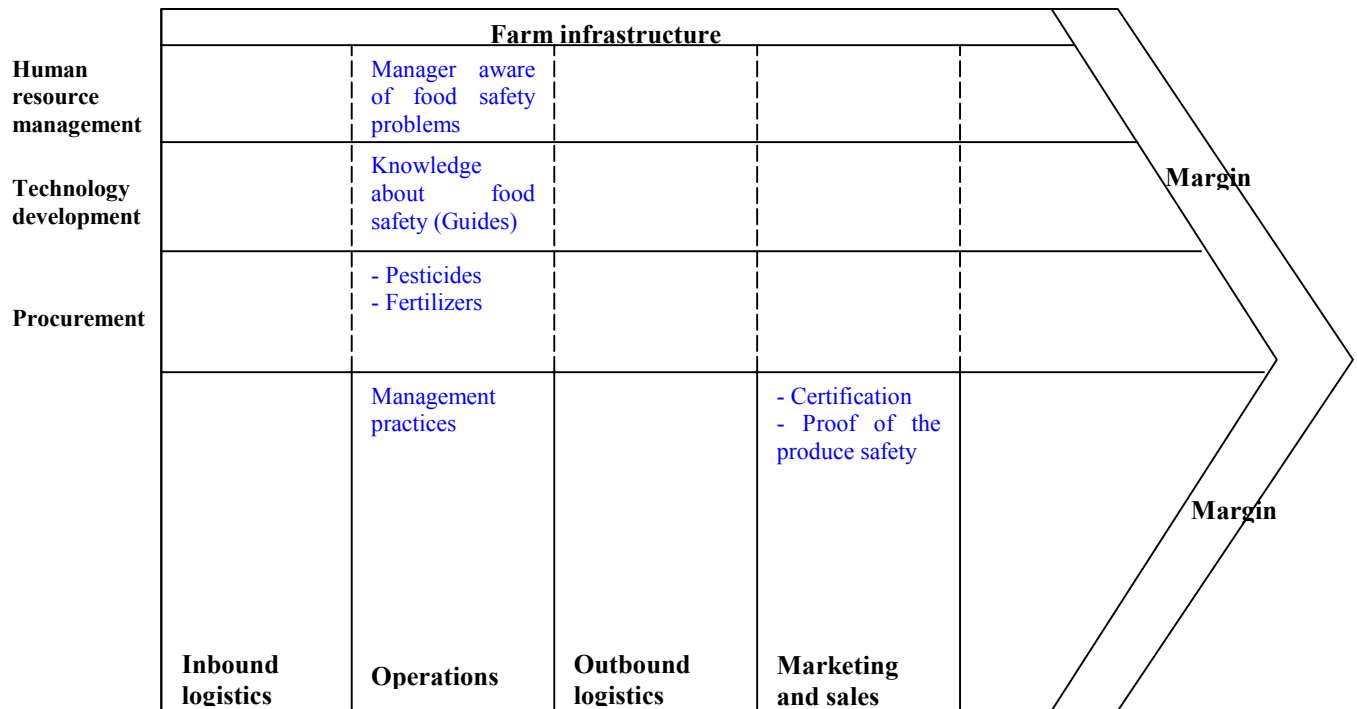 Farm infrastructure
Human
resource
management
Manager aware
of food safety
problems
Technology
development
Knowledge
about food
safety (Guides)
Margin
Procurement
- Pesticides
- Fertilizers
Management
practices
- Certification
- Proof of the
produce safety
Margin
Inbound
logistics
Operations
Outbound
logistics
Marketing
and sales